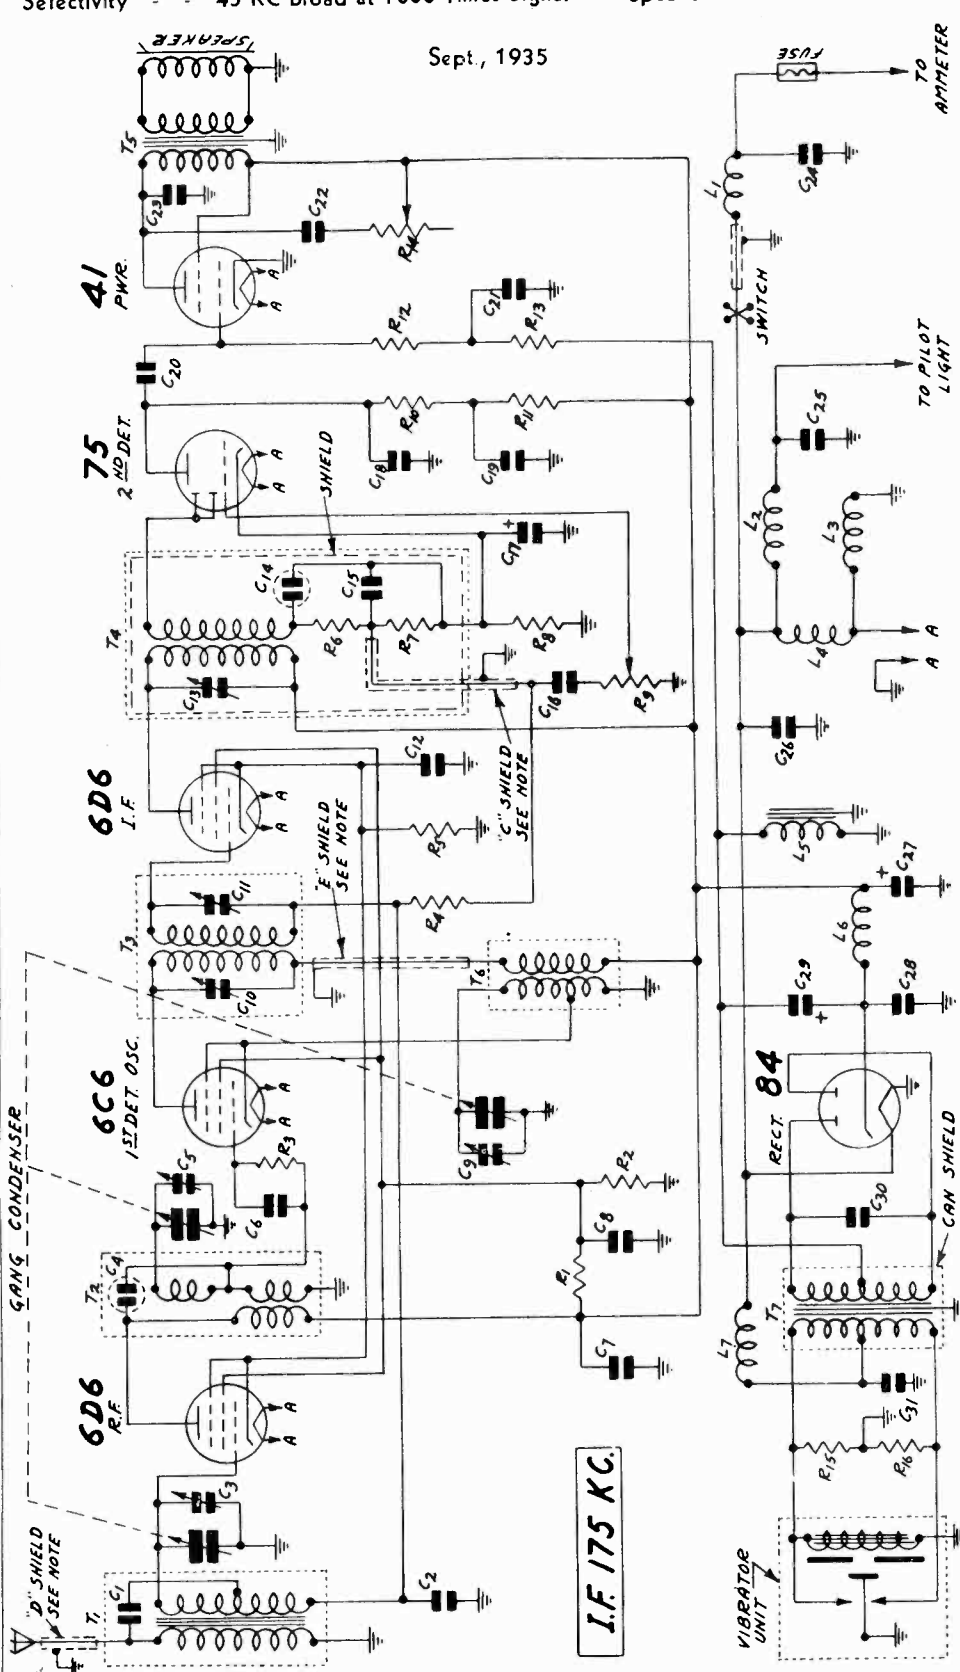 Selectivity - - 45 KC Broad at 1000 Times Signal
Sept., 1935
SPEAKER
T5
C23
C22
R14
41
PWR.
A
A
C20
R12
C21
R13
75
2ND DET.
A
A
R10
C18
R11
C19
SHIELD
T4
C14
C15
C13
R6
R7
R8
C17
+
C16
R9
"C" SHIELD
SEE NOTE
6D6
I.F.
A
A
C12
R5
"E" SHIELD
SEE NOTE
R4
T3
C11
C10
T6
6C6
1ST DET. OSC.
A
A
R3
C5
C6
C9
GANG CONDENSER
T2
C4
R2
C8
R1
C7
6D6
R.F.
A
A
C3
"D" SHIELD
SEE NOTE
T1
C1
C2
I.F. 175 KC.
FUSE
TO
AMMETER
L1
C24
SWITCH
TO PILOT
LIGHT
C25
L2
L3
L4
A
A
C26
L5
C27
+
L6
C29
+
C28
84
RECT.
C30
CAN SHIELD
L7
T7
C31
R15
R16
VIBRATOR
UNIT